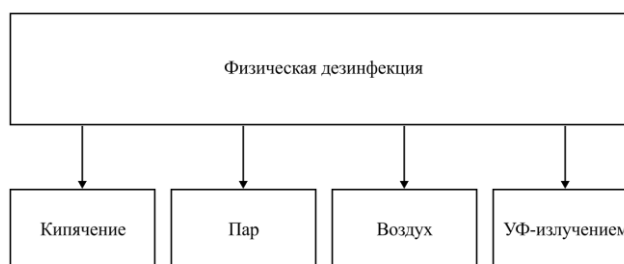 Физическая дезинфекция
Кипячение
Пар
Воздух
УФ-излучением